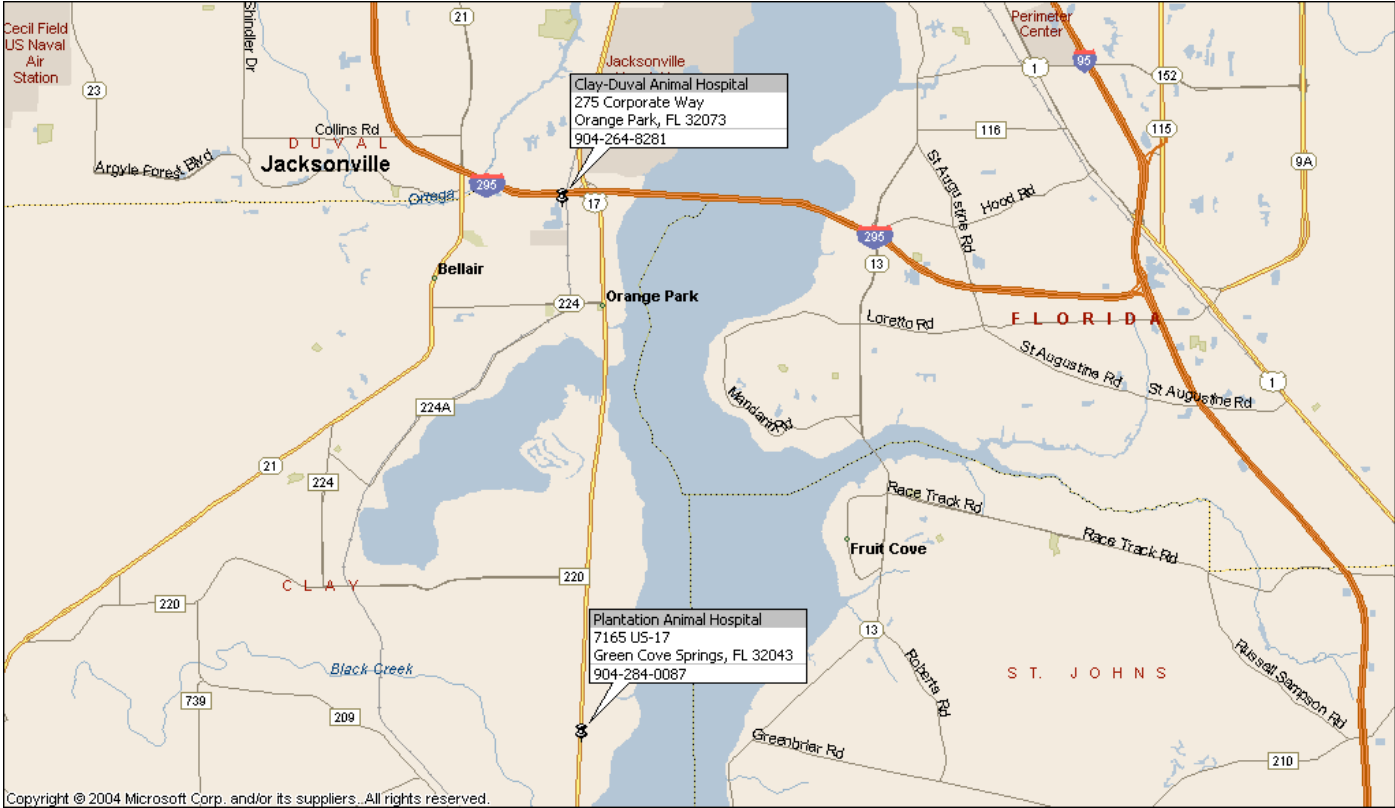 Cecil Field
US Naval
Air
Station
Shindler Dr
21
Jacksonville
Perimeter
Center
1
95
152
23
Clay-Duval Animal Hospital
275 Corporate Way
Orange Park, FL 32073
904-264-8281
Collins Rd
DUVAL
Jacksonville
Argyle Forest Blvd
116
115
9A
St Augustine Rd
Hood Rd
Ortega
295
17
295
13
Bellair
224
Orange Park
Loretto Rd
FLORIDA
St Augustine Rd
St Augustine Rd
1
224A
Mandarin Rd
21
224
Race Track Rd
Race Track Rd
Fruit Cove
CLAY
220
220
Plantation Animal Hospital
7165 US-17
Green Cove Springs, FL 32043
904-284-0087
13
Roberts Rd
ST. JOHNS
Russell Sampson Rd
Black Creek
739
209
Greenbriar Rd
210
Copyright © 2004 Microsoft Corp. and/or its suppliers. All rights reserved.